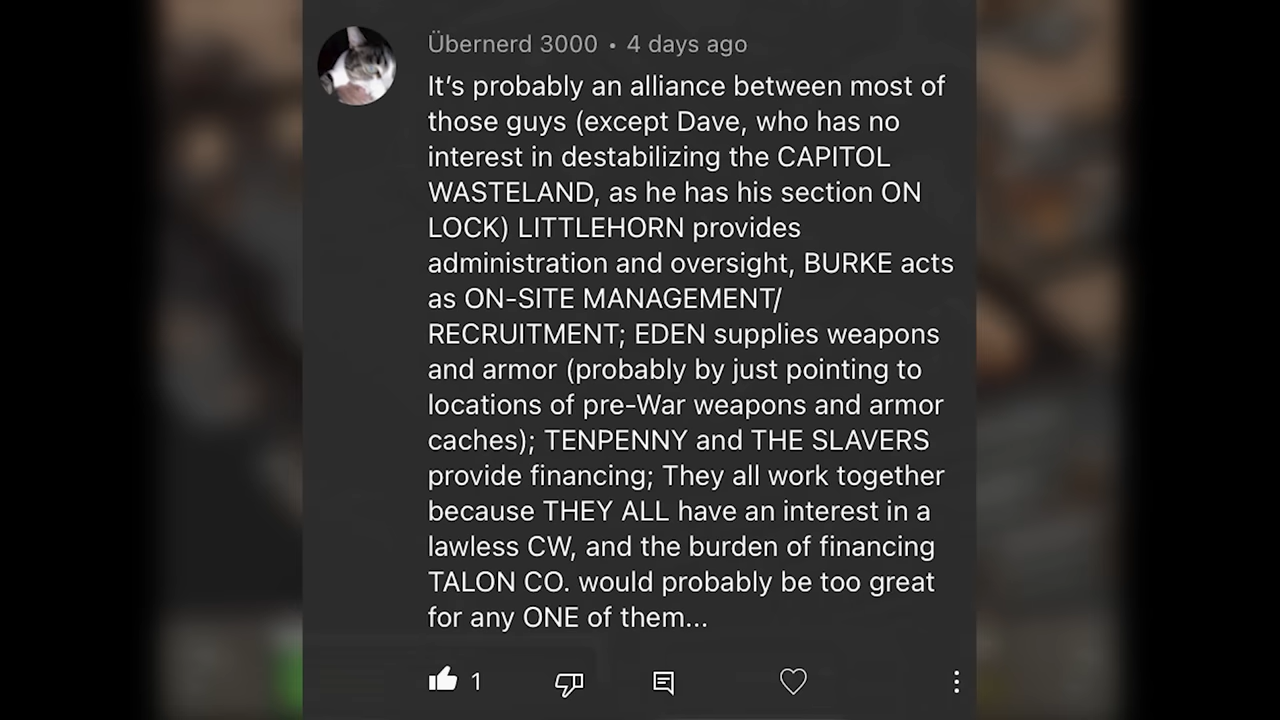 Übernerd 3000 • 4 days ago
It's probably an alliance between most of
those guys (except Dave, who has no
interest in destabilizing the CAPITOL
WASTELAND, as he has his section ON
LOCK) LITTLEHORN provides
administration and oversight, BURKE acts
as ON-SITE MANAGEMENT/
RECRUITMENT; EDEN supplies weapons
and armor (probably by just pointing to
locations of pre-War weapons and armor
caches); TENPENNY and THE SLAVERS
provide financing; They all work together
because THEY ALL have an interest in a
lawless CW, and the burden of financing
TALON CO. would probably be too great
for any ONE of them...
1